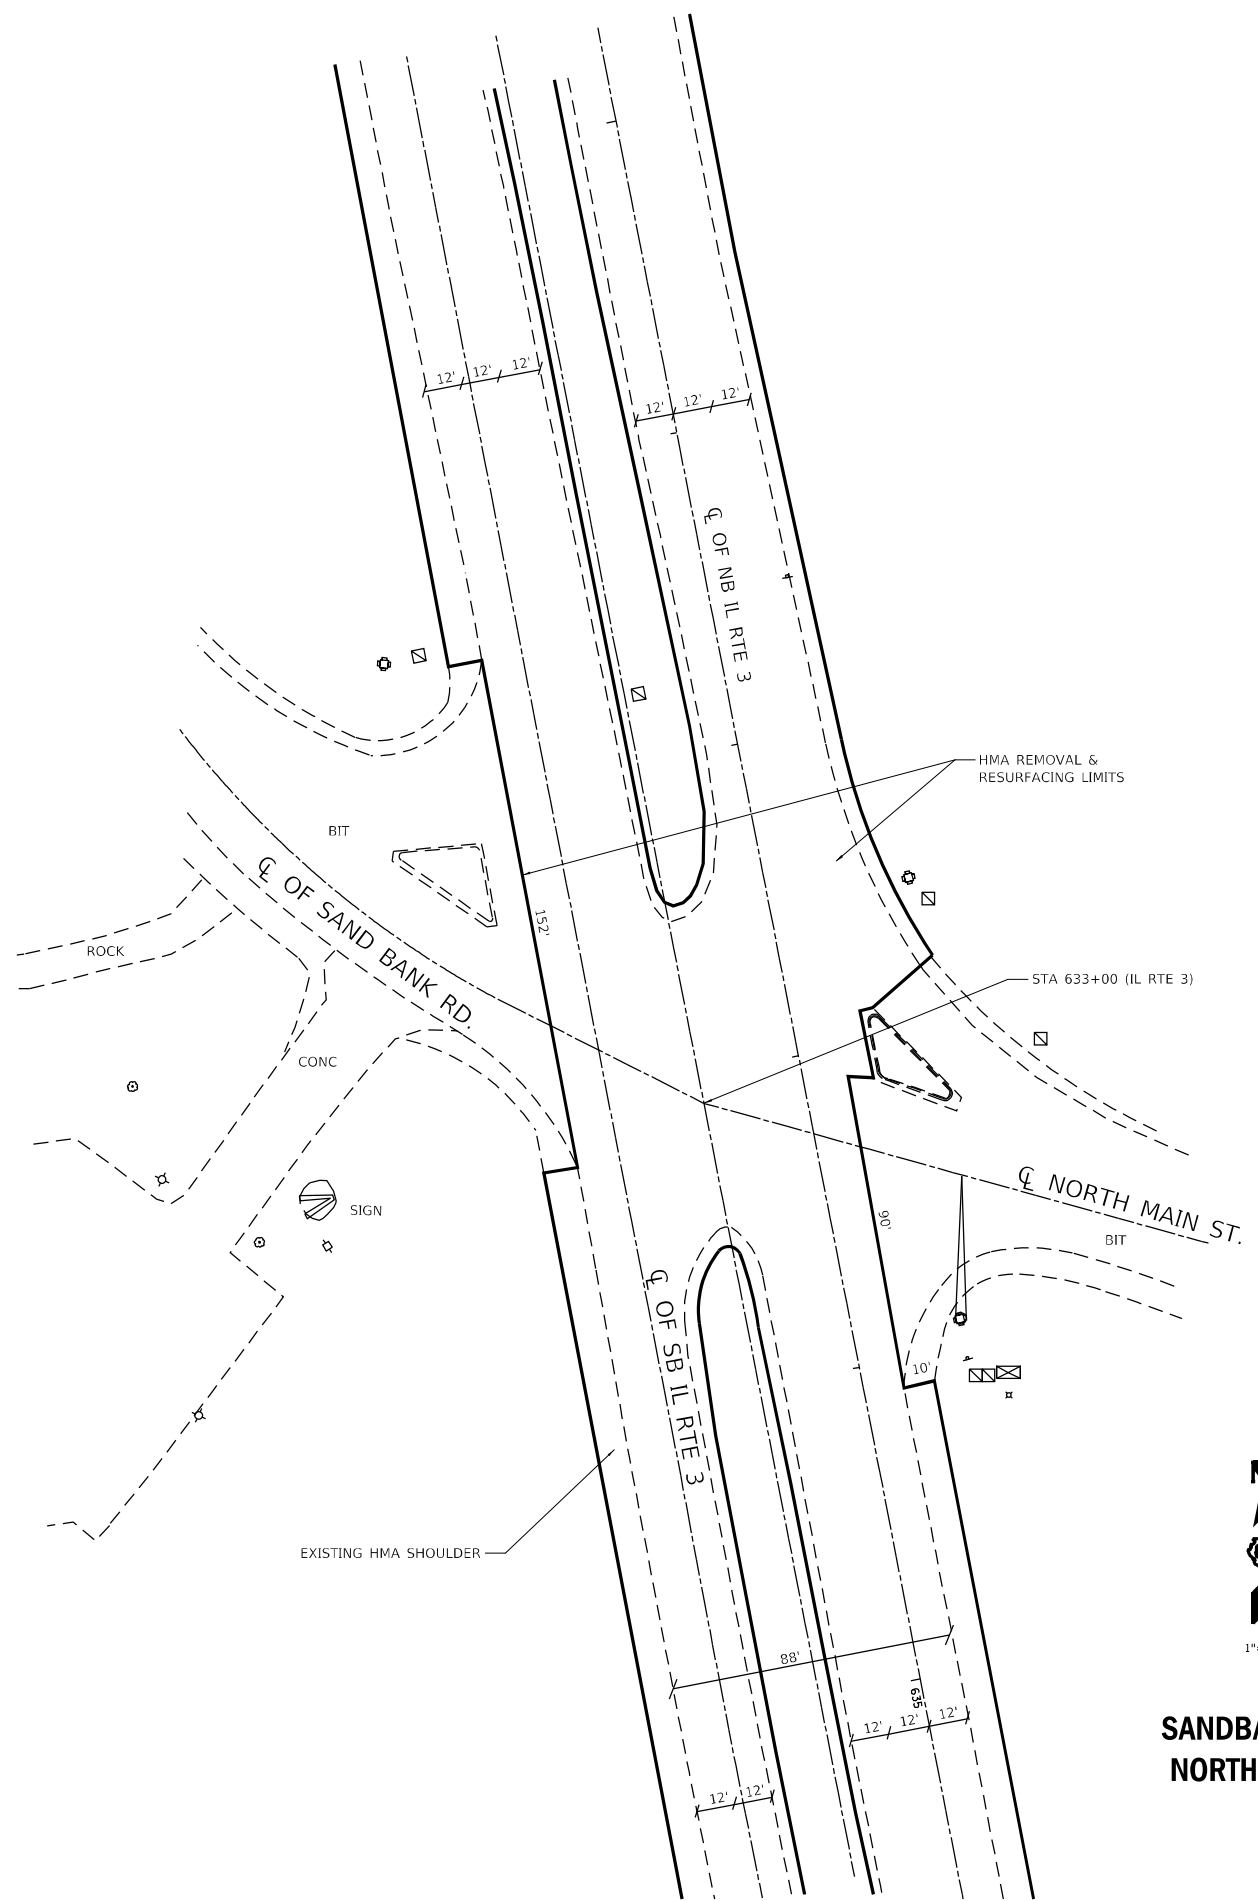 12' 12' 12'
12' 12' 12'
℄ OF NB IL RTE 3
HMA REMOVAL &
RESURFACING LIMITS
BIT
℄ OF SAND BANK RD.
152'
ROCK
STA 633+00 (IL RTE 3)
CONC
℄ NORTH MAIN ST.
SIGN
90'
BIT
℄ OF SB IL RTE 3
10'
EXISTING HMA SHOULDER
88'
635
12' 12' 12'
12' 12'
NORTH